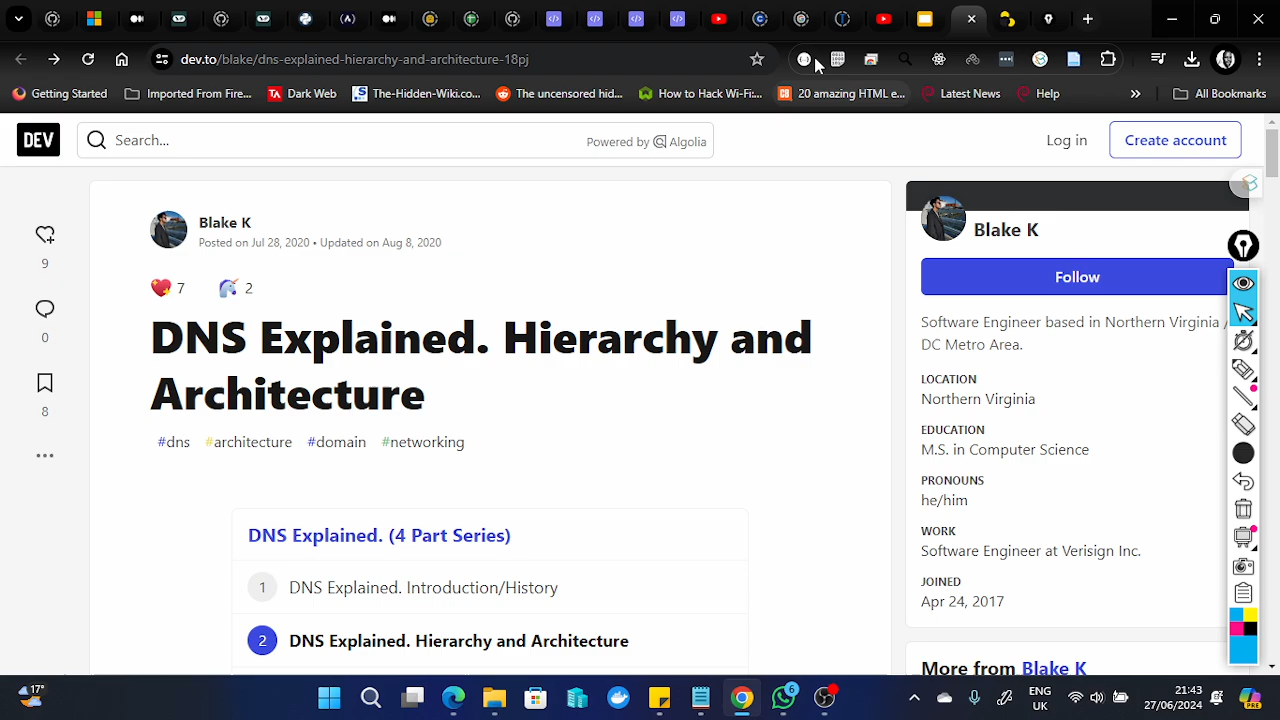 dev.to/blake/dns-explained-hierarchy-and-architecture-18pj
Getting Started
Imported From Fire...
TA Dark Web
The-Hidden-Wiki.co...
The uncensored hid...
How to Hack Wi-Fi:...
20 amazing HTML e...
Latest News
Help
»
All Bookmarks
DEV
Search...
Powered by Algolia
Log in
Create account
Blake K
Posted on Jul 28, 2020 • Updated on Aug 8, 2020
7
2
9
0
8
DNS Explained. Hierarchy and
Architecture
#dns #architecture #domain #networking
DNS Explained. (4 Part Series)
1 DNS Explained. Introduction/History
2 DNS Explained. Hierarchy and Architecture
Blake K
Follow
Software Engineer based in Northern Virginia /
DC Metro Area.
LOCATION
Northern Virginia
EDUCATION
M.S. in Computer Science
PRONOUNS
he/him
WORK
Software Engineer at Verisign Inc.
JOINED
Apr 24, 2017
More from Blake K
17°
6
ENG
UK
21:43
27/06/2024
PRE